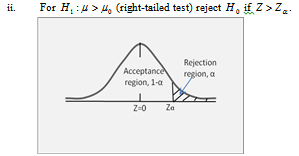 ii. For H₁ : μ > μ₀ (right-tailed test) reject H₀ if Z > Zα.
Acceptance region, 1-α
Rejection region, α
Z=0 Zα